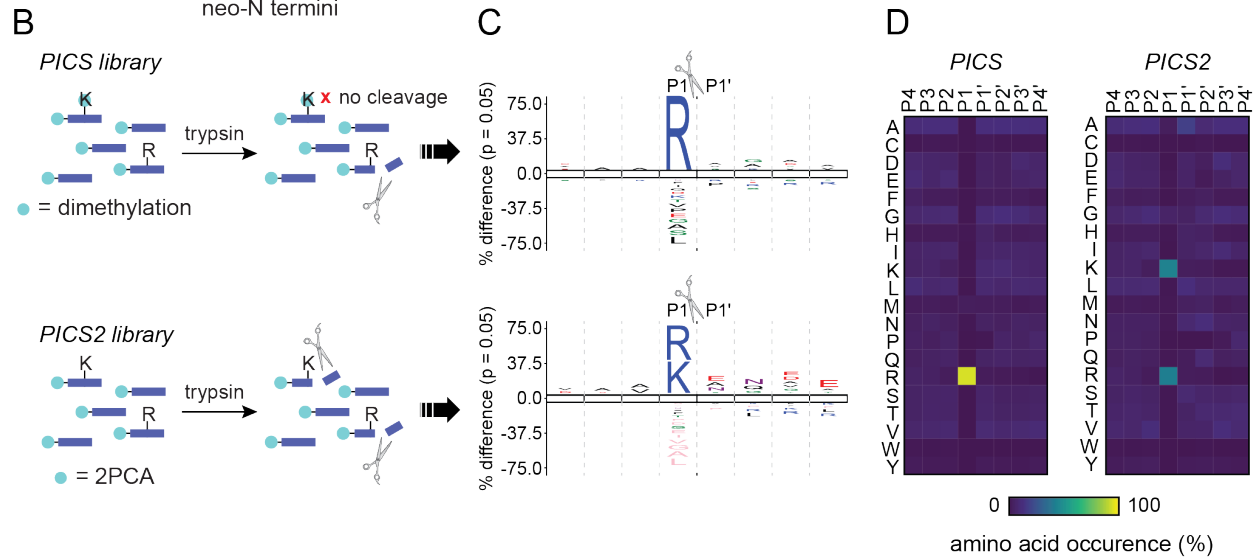 neo-N termini
B
PICS library
K
K x no cleavage
trypsin
R
R
= dimethylation
PICS2 library
K
K
trypsin
R
R
= 2PCA
C
P1 P1'
% difference (p = 0.05)
75.0
37.5
0.0
-37.5
-75.0
R
P1 P1'
% difference (p = 0.05)
75.0
37.5
0.0
-37.5
-75.0
R
K
D
PICS
P4 P3 P2 P1 P1' P2' P3' P4'
A
C
D
E
F
G
H
I
K
L
M
N
P
Q
R
S
T
V
W
Y
PICS2
P4 P3 P2 P1 P1' P2' P3' P4'
A
C
D
E
F
G
H
I
K
L
M
N
P
Q
R
S
T
V
W
Y
0 100
amino acid occurence (%)